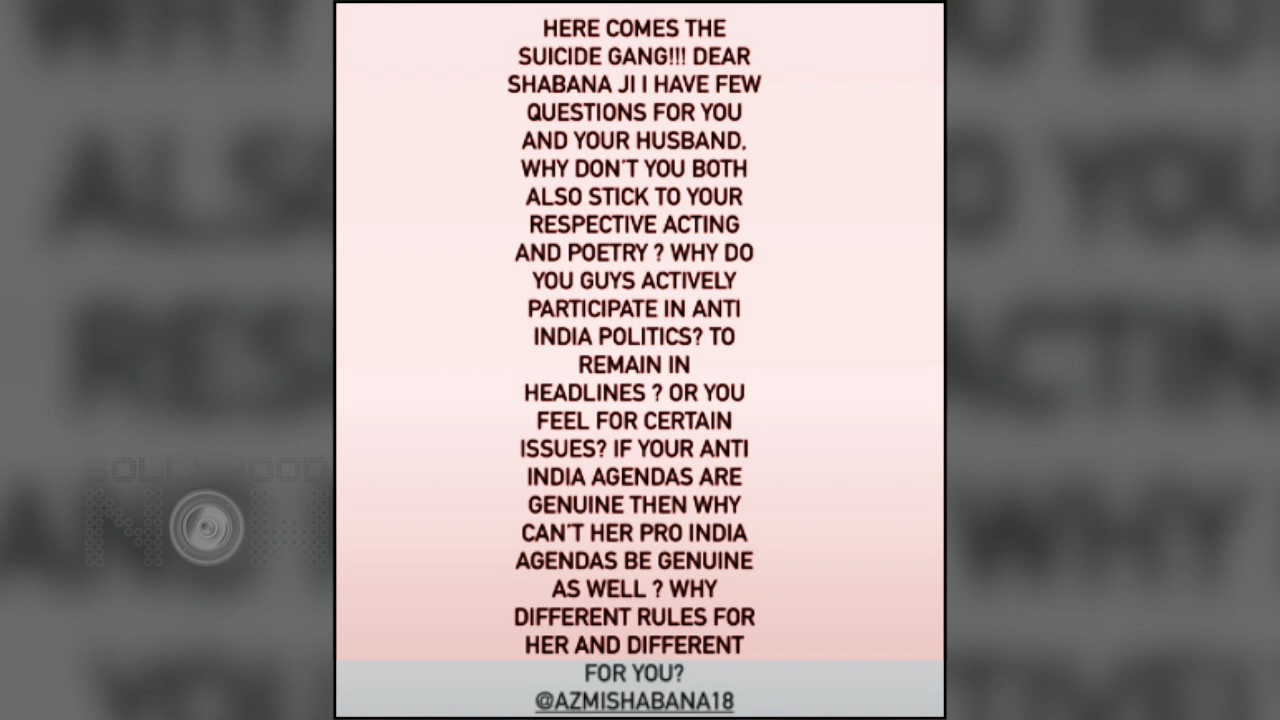 HERE COMES THE
SUICIDE GANG!!! DEAR
SHABANA JI I HAVE FEW
QUESTIONS FOR YOU
AND YOUR HUSBAND,
WHY DON'T YOU BOTH
ALSO STICK TO YOUR
RESPECTIVE ACTING
AND POETRY ? WHY DO
YOU GUYS ACTIVELY
PARTICIPATE IN ANTI
INDIA POLITICS? TO
REMAIN IN
HEADLINES ? OR YOU
FEEL FOR CERTAIN
ISSUES? IF YOUR ANTI
INDIA AGENDAS ARE
GENUINE THEN WHY
CAN'T HER PRO INDIA
AGENDAS BE GENUINE
AS WELL ? WHY
DIFFERENT RULES FOR
HER AND DIFFERENT
FOR YOU?
@AZMISHABANA18
BOLLYWOOD